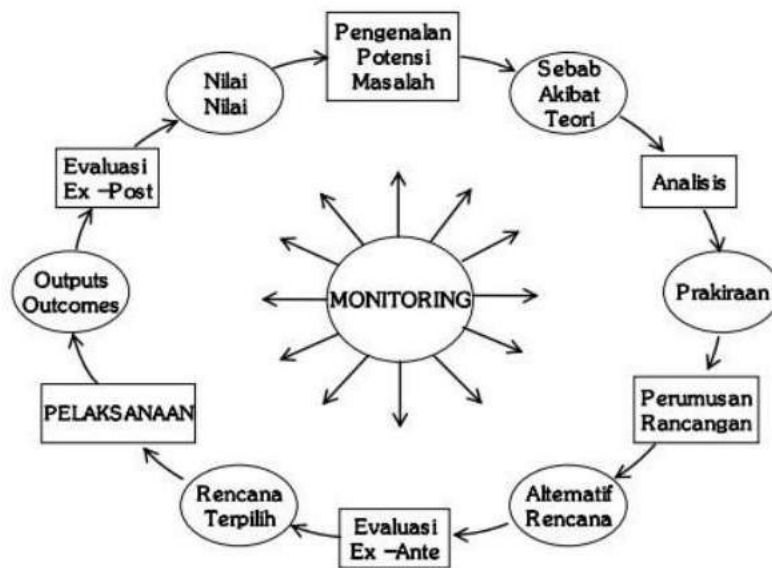 Pengenalan
Potensi
Masalah
Sebab
Akibat
Teori
Analisis
Prakiraan
Perumusan
Rancangan
Alternatif
Rencana
Evaluasi
Ex -Ante
Rencana
Terpilih
PELAKSANAAN
Outputs
Outcomes
Evaluasi
Ex -Post
Nilai
Nilai
MONITORING